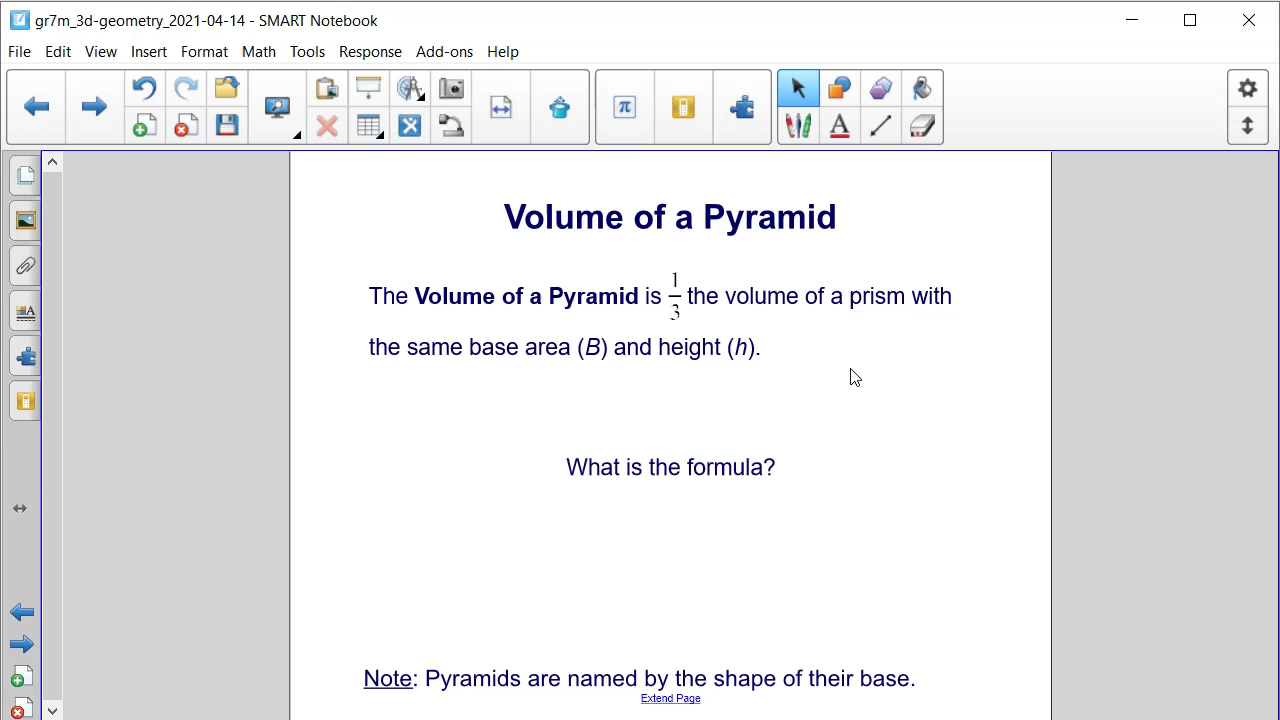 gr7m_3d-geometry_2021-04-14 - SMART Notebook
File Edit View Insert Format Math Tools Response Add-ons Help
Volume of a Pyramid
The Volume of a Pyramid is 1/3 the volume of a prism with
the same base area (B) and height (h).
What is the formula?
Note: Pyramids are named by the shape of their base.
Extend Page